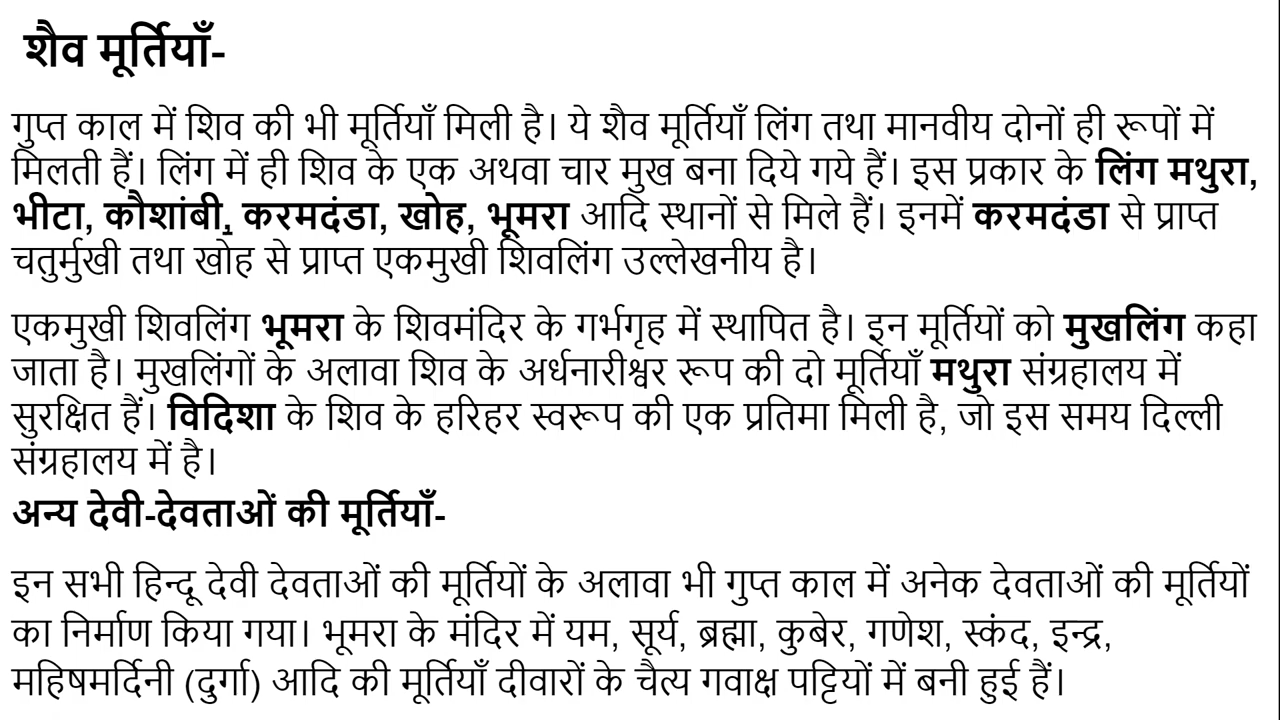 शैव मूर्तियाँ-
गुप्त काल में शिव की भी मूर्तियाँ मिली है। ये शैव मूर्तियाँ लिंग तथा मानवीय दोनों ही रूपों में
मिलती हैं। लिंग में ही शिव के एक अथवा चार मुख बना दिये गये हैं। इस प्रकार के लिंग मथुरा,
भीटा, कौशांबी, करमदंडा, खोह, भूमरा आदि स्थानों से मिले हैं। इनमें करमदंडा से प्राप्त
चतुर्मुखी तथा खोह से प्राप्त एकमुखी शिवलिंग उल्लेखनीय है।
एकमुखी शिवलिंग भूमरा के शिवमंदिर के गर्भगृह में स्थापित है। इन मूर्तियों को मुखलिंग कहा
जाता है। मुखलिंगों के अलावा शिव के अर्धनारीश्वर रूप की दो मूर्तियाँ मथुरा संग्रहालय में
सुरक्षित हैं। विदिशा के शिव के हरिहर स्वरूप की एक प्रतिमा मिली है, जो इस समय दिल्ली
संग्रहालय में है।
अन्य देवी-देवताओं की मूर्तियाँ-
इन सभी हिन्दू देवी देवताओं की मूर्तियों के अलावा भी गुप्त काल में अनेक देवताओं की मूर्तियों
का निर्माण किया गया। भूमरा के मंदिर में यम, सूर्य, ब्रह्मा, कुबेर, गणेश, स्कंद, इन्द्र,
महिषमर्दिनी (दुर्गा) आदि की मूर्तियाँ दीवारों के चैत्य गवाक्ष पट्टियों में बनी हुई हैं।